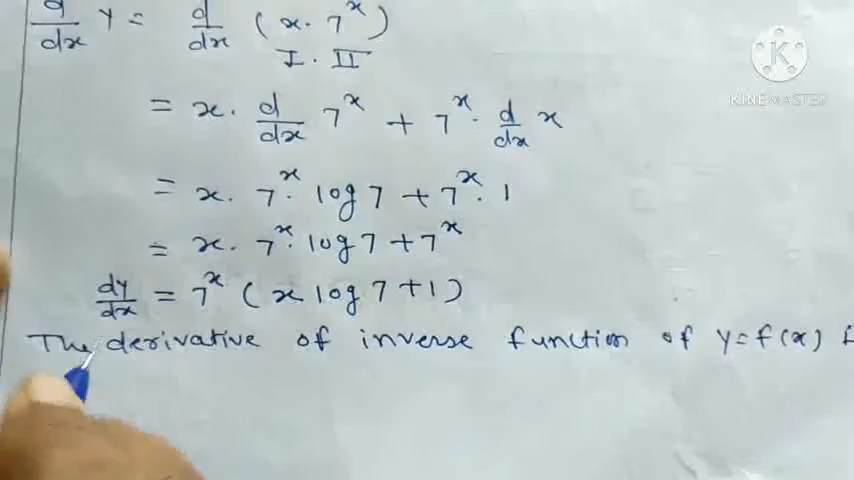 d/dx y = d/dx (x · 7^x)
I · II
= x · d/dx 7^x + 7^x · d/dx x
= x · 7^x · log 7 + 7^x · 1
= x · 7^x · log 7 + 7^x
dy/dx = 7^x (x log 7 + 1)
The derivative of inverse function of y = f(x)
KINEMASTER